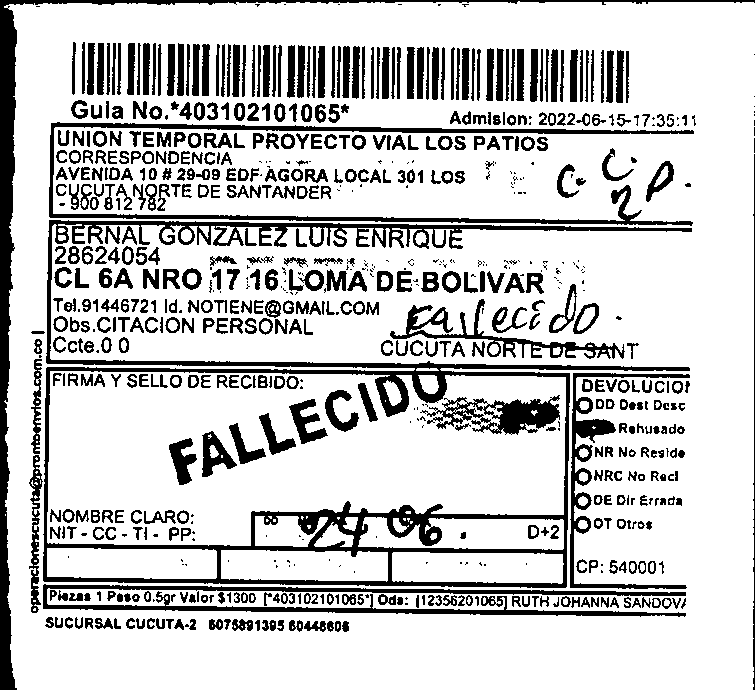 Guia No.*403102101065*
Admision: 2022-06-15-17:35:11
UNION TEMPORAL PROYECTO VIAL LOS PATIOS
CORRESPONDENCIA
AVENIDA 10 # 29-09 EDF AGORA LOCAL 301 LOS
CUCUTA NORTE DE SANTANDER
- 900 812 782
C.C.
2P.
BERNAL GONZALEZ LUIS ENRIQUE
28624054
CL 6A NRO 17 16 LOMA DE BOLIVAR
Tel.91446721 Id. NOTIENE@GMAIL.COM
Obs.CITACION PERSONAL
Fallecido.
Ccte.0 0
CUCUTA NORTE DE SANT
FIRMA Y SELLO DE RECIBIDO:
FALLECIDO
DEVOLUCION
DD Dest Desc
Rehusado
NR No Reside
NRC No Recl
DE Dir Errada
OT Otros
NOMBRE CLARO:
NIT - CC - TI - PP:
DD
24 06.
D+2
CP: 540001
Piezas 1 Peso 0.5gr Valor $1300 [*403102101065*] Ods: [12356201065] RUTH JOHANNA SANDOVA
SUCURSAL CUCUTA-2 6075891395 60448606
operacionescucuta@prontoenvios.com.co